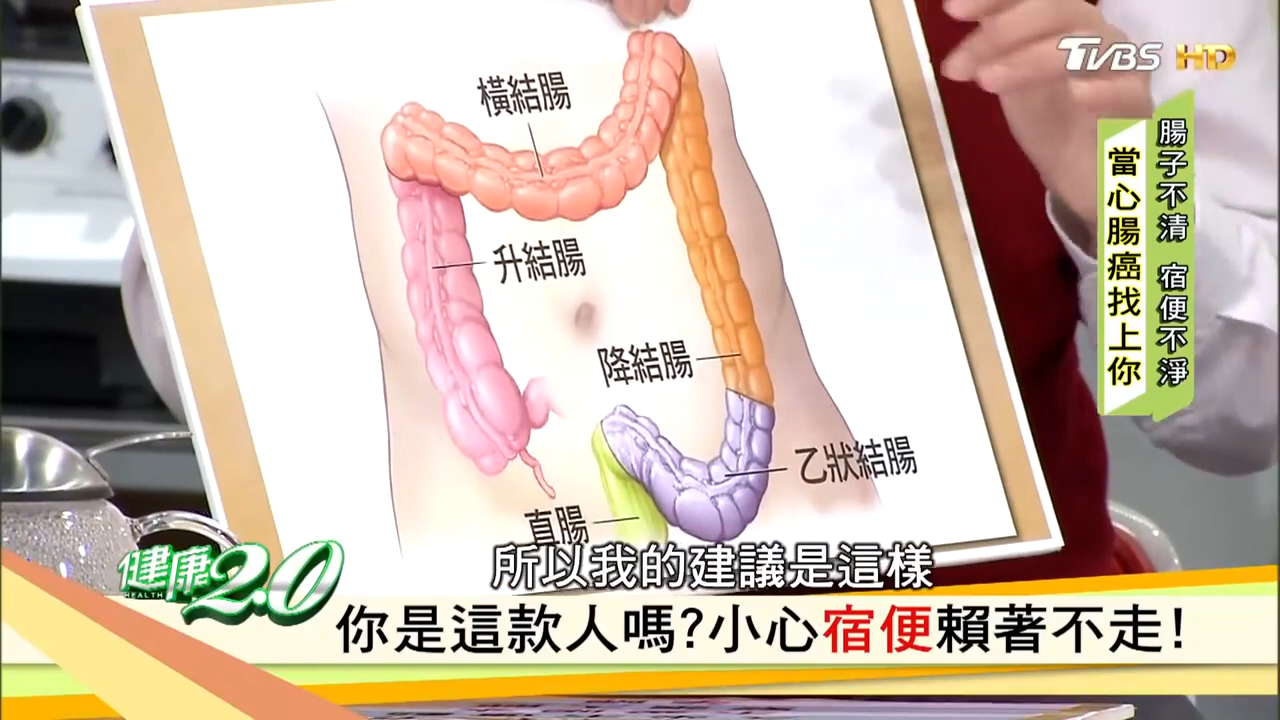 TVBS HD
腸子不清 宿便不淨
當心腸癌找上你
橫結腸
升結腸
降結腸
乙狀結腸
直腸
所以我的建議是這樣
健康2.0
HEALTH
你是這款人嗎?小心宿便賴著不走!